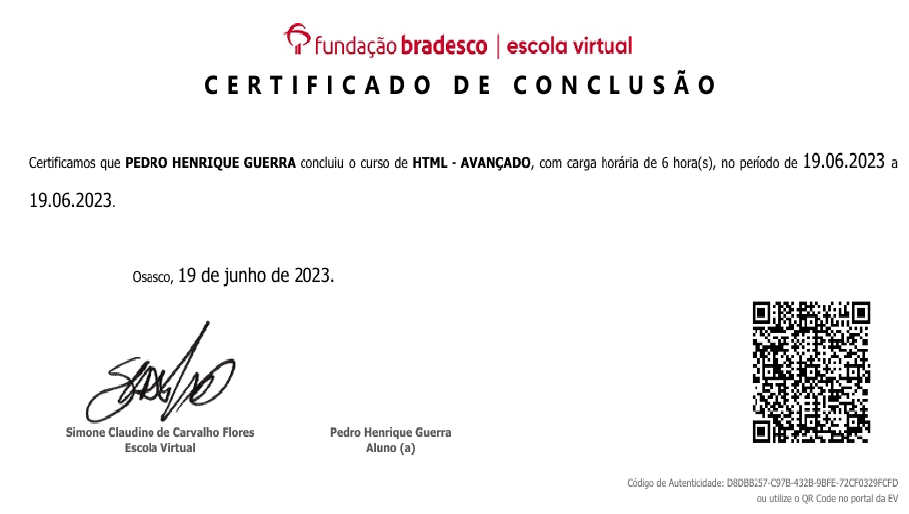 fundação bradesco | escola virtual
CERTIFICADO DE CONCLUSÃO
Certificamos que PEDRO HENRIQUE GUERRA concluiu o curso de HTML - AVANÇADO, com carga horária de 6 hora(s), no período de 19.06.2023 a
19.06.2023.
Osasco, 19 de junho de 2023.
Simone Claudino de Carvalho Flores
Escola Virtual
Pedro Henrique Guerra
Aluno (a)
Código de Autenticidade: D8DBB257-C97B-432B-9BFE-72CF0329FCFD
ou utilize o QR Code no portal da EV